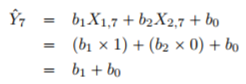 Ŷ₇ = b₁X₁,₇ + b₂X₂,₇ + b₀
= (b₁ × 1) + (b₂ × 0) + b₀
= b₁ + b₀